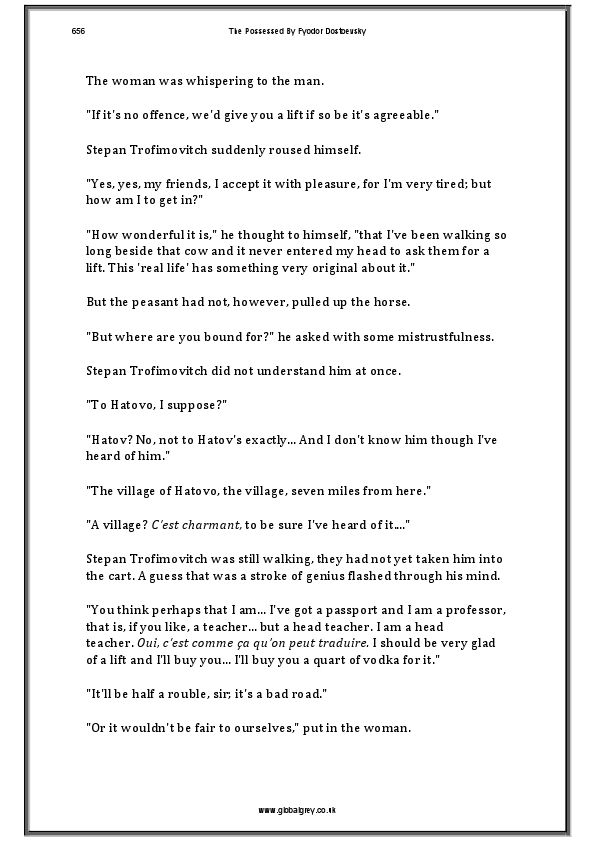 656 The Possessed By Fyodor Dostoevsky
The woman was whispering to the man.
"If it's no offence, we'd give you a lift if so be it's agreeable."
Stepan Trofimovitch suddenly roused himself.
"Yes, yes, my friends, I accept it with pleasure, for I'm very tired; but
how am I to get in?"
"How wonderful it is," he thought to himself, "that I've been walking so
long beside that cow and it never entered my head to ask them for a
lift. This 'real life' has something very original about it."
But the peasant had not, however, pulled up the horse.
"But where are you bound for?" he asked with some mistrustfulness.
Stepan Trofimovitch did not understand him at once.
"To Hatovo, I suppose?"
"Hatov? No, not to Hatov's exactly... And I don't know him though I've
heard of him."
"The village of Hatovo, the village, seven miles from here."
"A village? C'est charmant, to be sure I've heard of it...."
Stepan Trofimovitch was still walking, they had not yet taken him into
the cart. A guess that was a stroke of genius flashed through his mind.
"You think perhaps that I am... I've got a passport and I am a professor,
that is, if you like, a teacher... but a head teacher. I am a head
teacher. Oui, c'est comme ça qu'on peut traduire. I should be very glad
of a lift and I'll buy you... I'll buy you a quart of vodka for it."
"It'll be half a rouble, sir; it's a bad road."
"Or it wouldn't be fair to ourselves," put in the woman.
www.globalgrey.co.uk